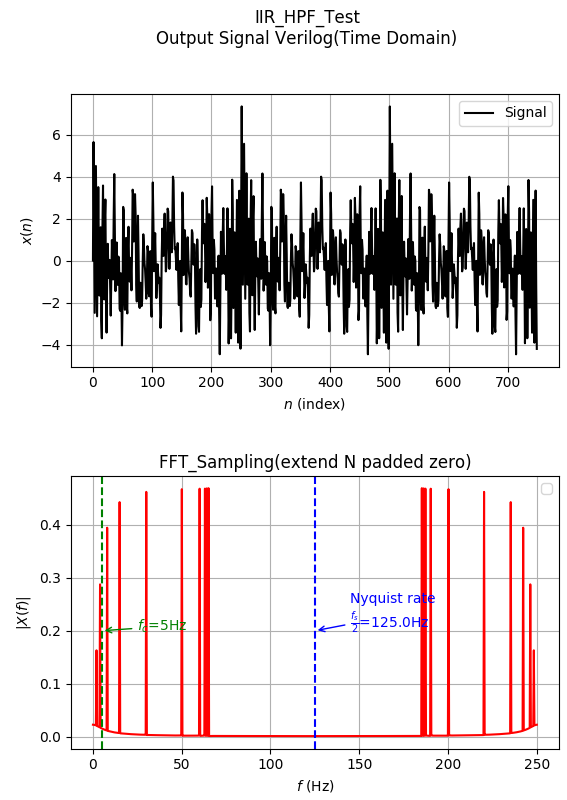 IIR_HPF_Test
Output Signal Verilog(Time Domain)
Signal
6
4
2
0
−2
−4
x(n)
0 100 200 300 400 500 600 700
n (index)
FFT_Sampling(extend N padded zero)
0.4
0.3
0.2
0.1
0.0
|X(f)|
f_c=5Hz
Nyquist rate
f_s/2=125.0Hz
0 50 100 150 200 250
f (Hz)